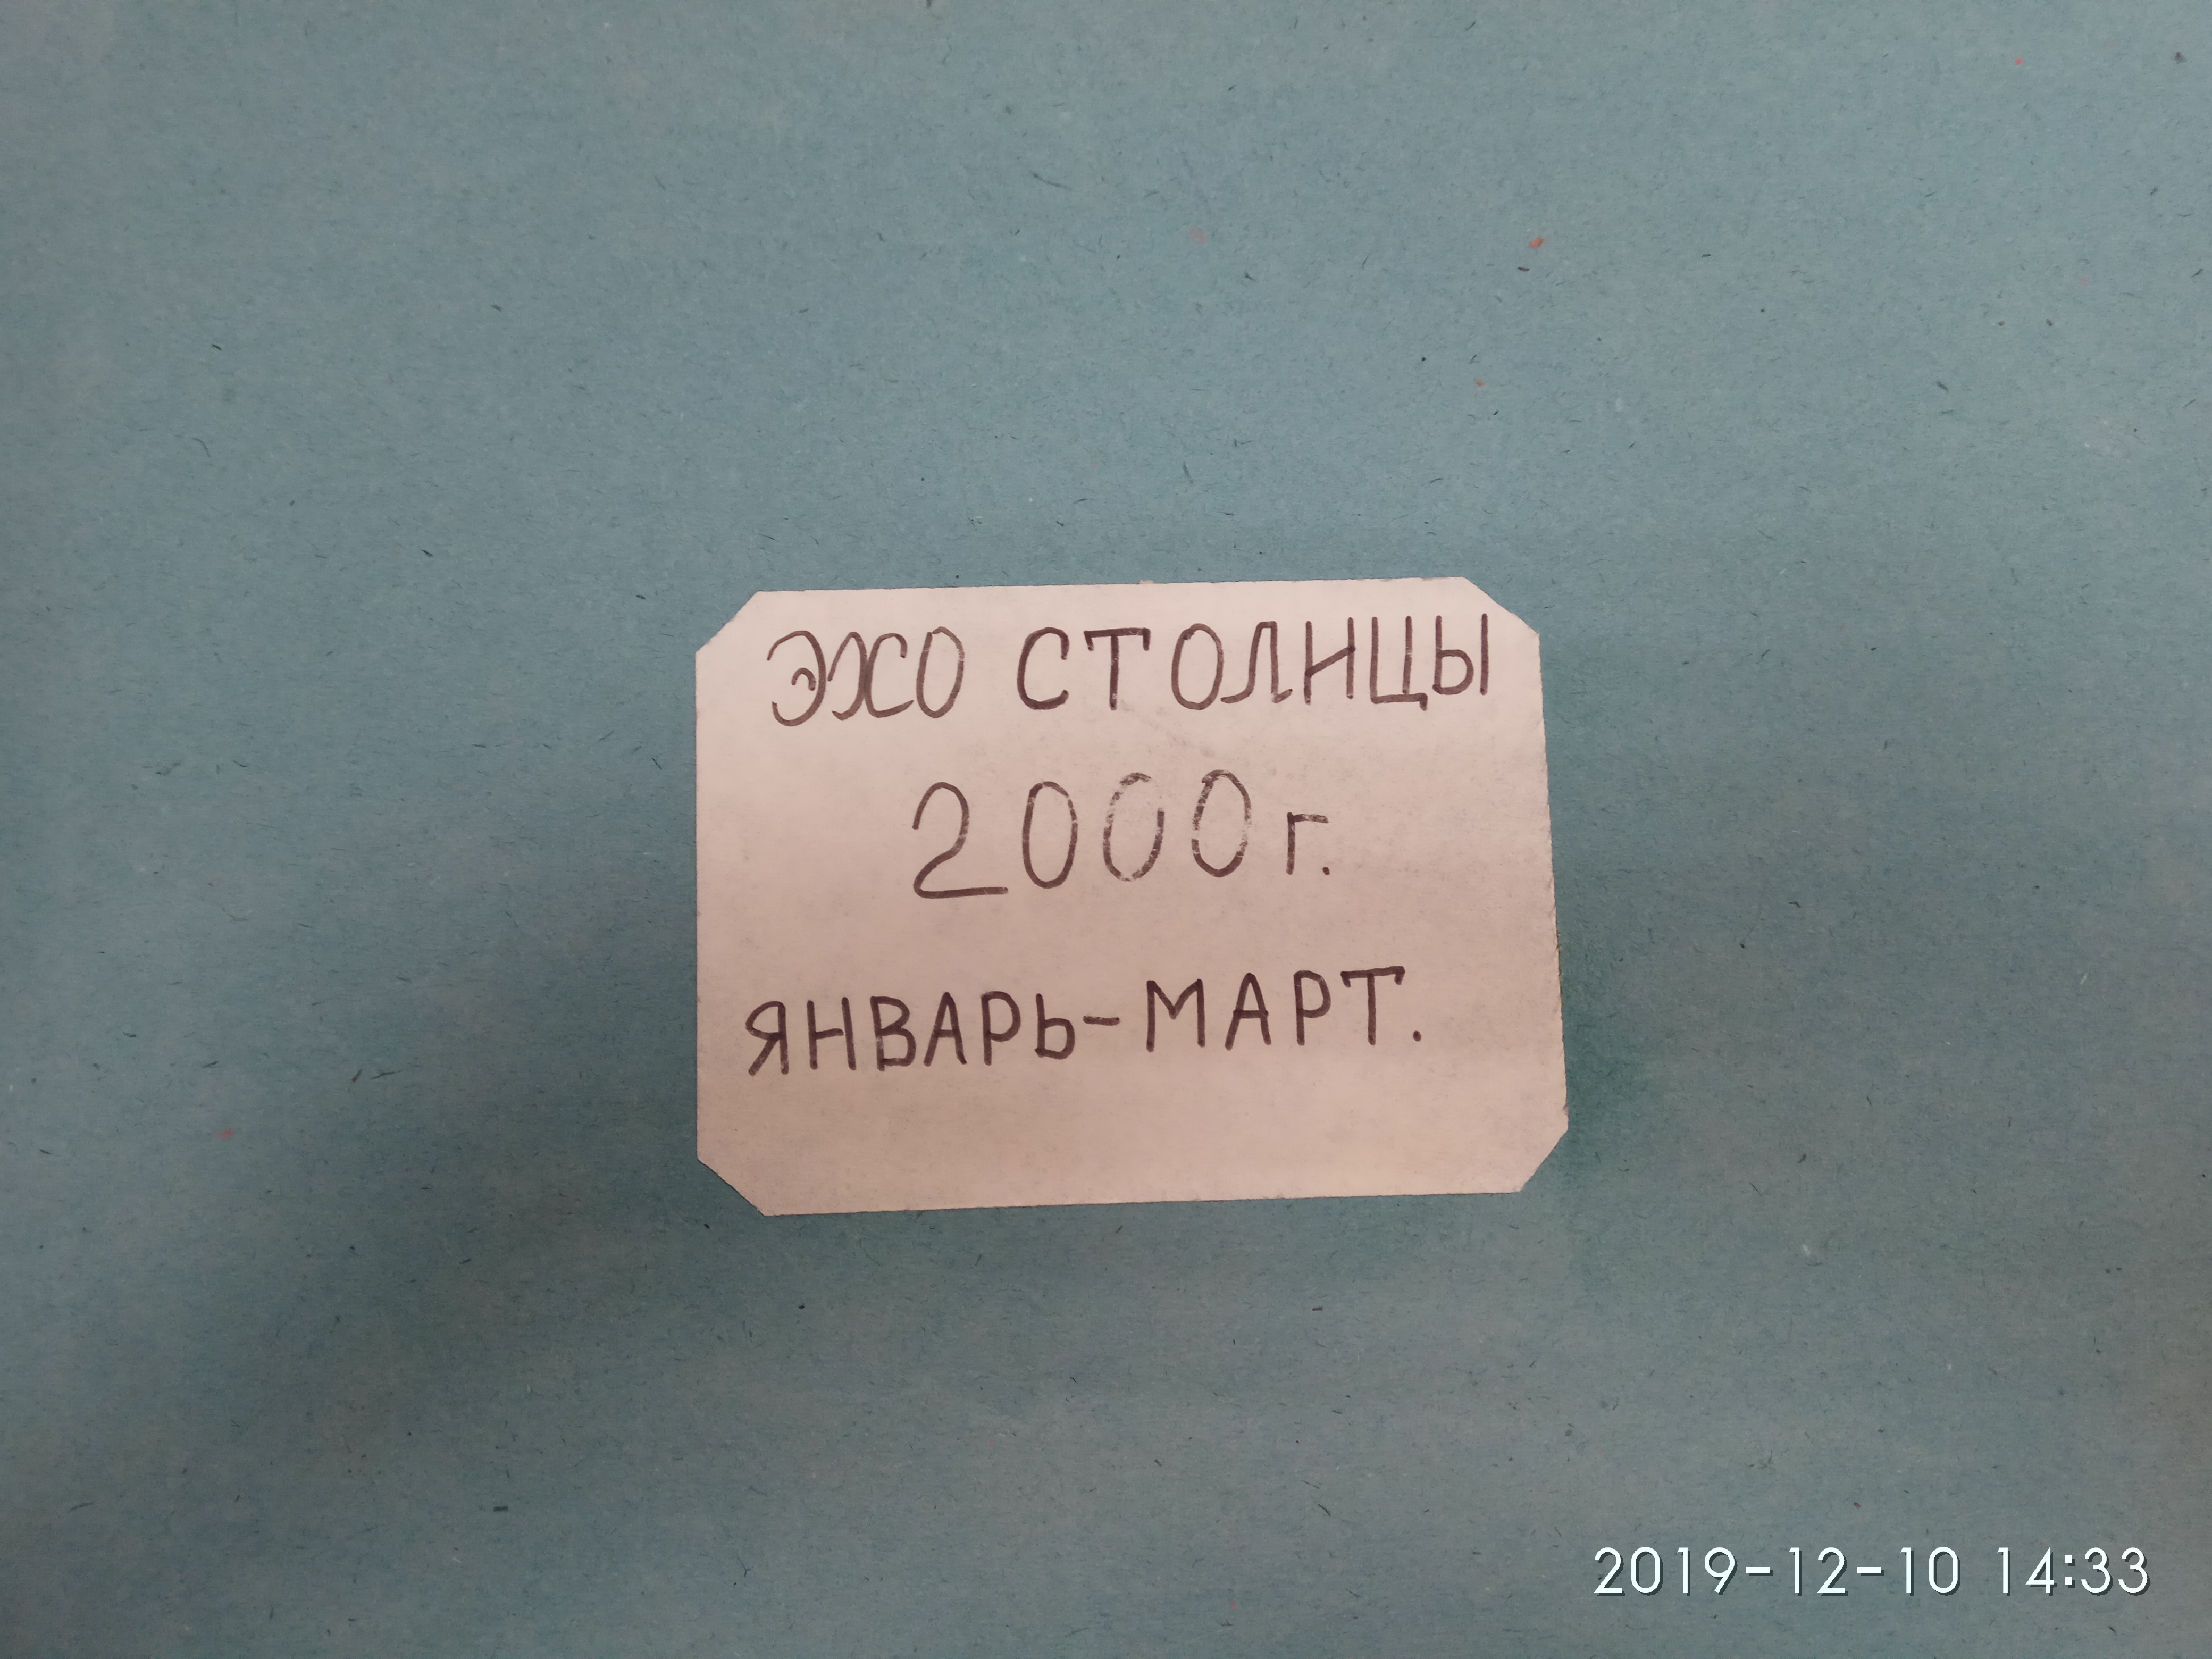 ЭХО СТОЛИЦЫ
2000 г.
ЯНВАРЬ-МАРТ.
2019-12-10 14:33